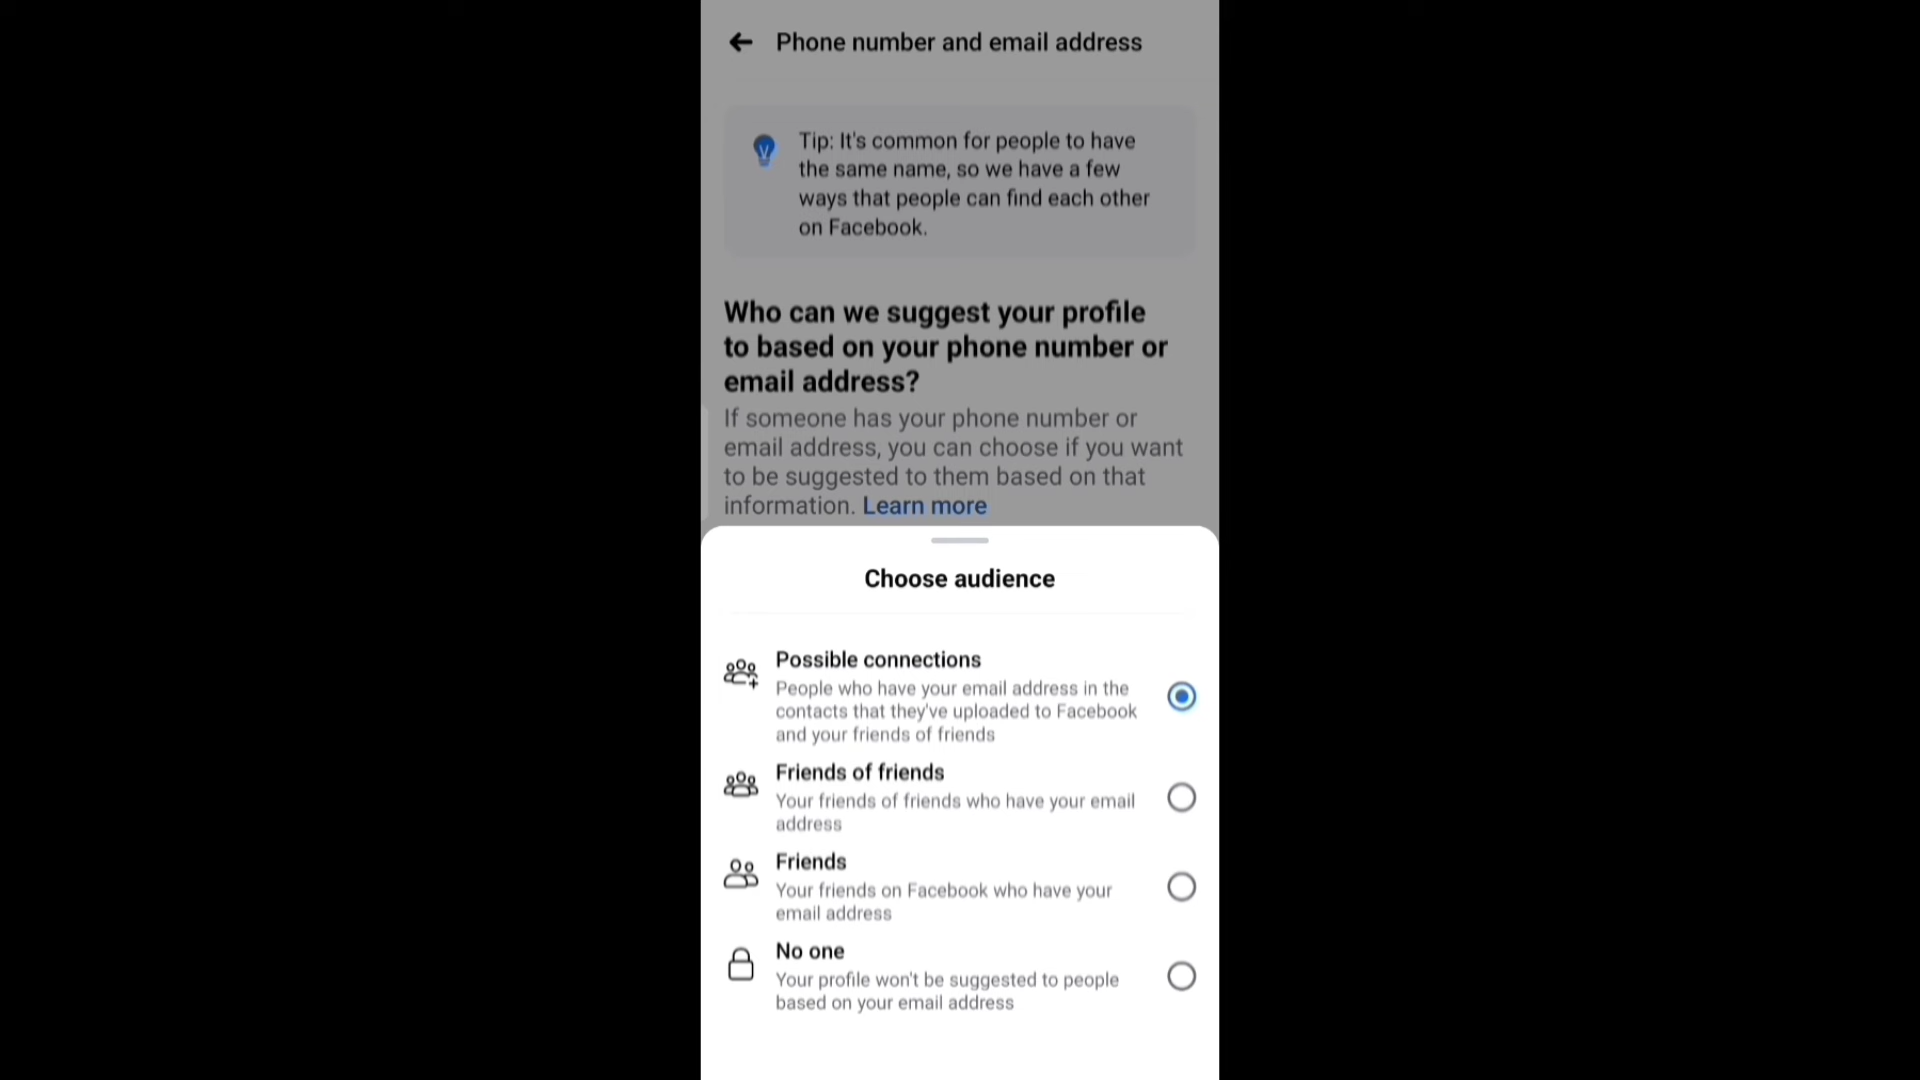 Phone number and email address
Tip: It's common for people to have
the same name, so we have a few
ways that people can find each other
on Facebook.
Who can we suggest your profile
to based on your phone number or
email address?
If someone has your phone number or
email address, you can choose if you want
to be suggested to them based on that
information. Learn more
Choose audience
Possible connections
People who have your email address in the
contacts that they've uploaded to Facebook
and your friends of friends
Friends of friends
Your friends of friends who have your email
address
Friends
Your friends on Facebook who have your
email address
No one
Your profile won't be suggested to people
based on your email address